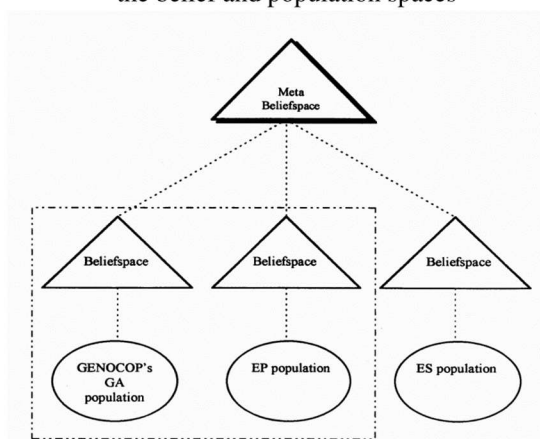 the belief and population spaces
Meta
Beliefspace
Beliefspace
Beliefspace
Beliefspace
GENOCOP's
GA
population
EP population
ES population